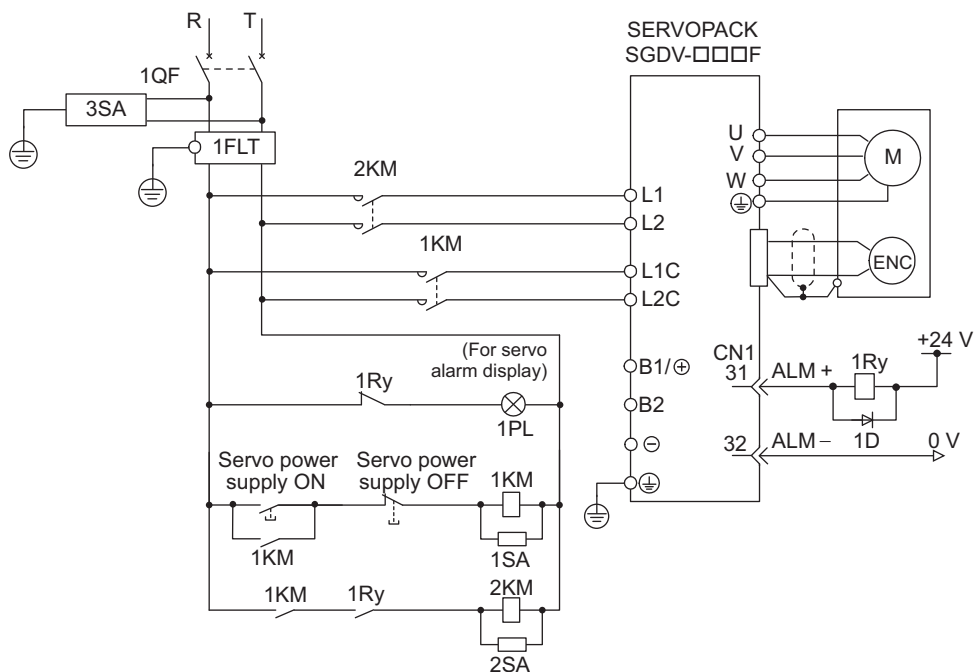 R T
SERVOPACK
SGDV-□□□F
1QF
3SA
1FLT
U
V
W
M
2KM
L1
L2
1KM
L1C
L2C
ENC
(For servo
alarm display)
1Ry
1PL
B1/⊕
B2
⊖
CN1
31
ALM +
1Ry
+24 V
1D
32
ALM −
0 V
Servo power
supply ON
Servo power
supply OFF
1KM
1KM
1SA
1KM
1Ry
2KM
2SA